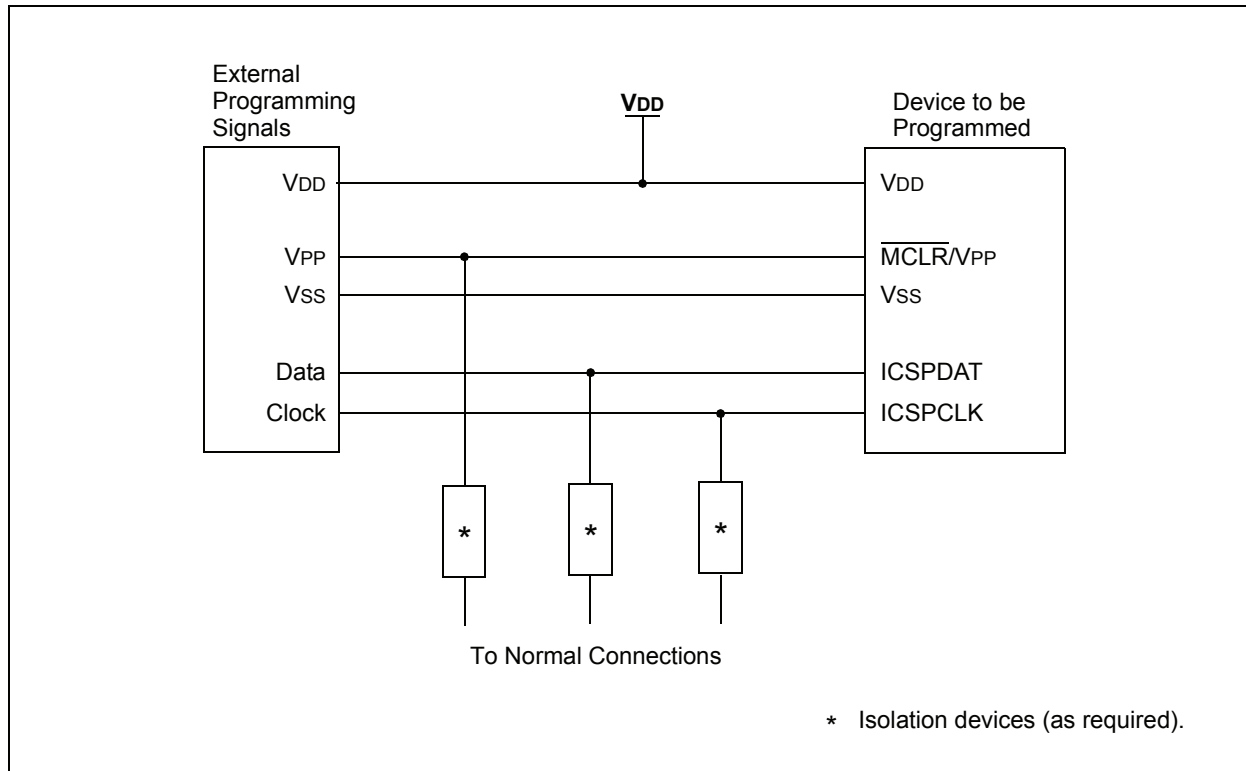 External
Programming
Signals
VDD
Device to be
Programmed
VDD
VDD
VPP
MCLR/VPP
VSS
VSS
Data
ICSPDAT
Clock
ICSPCLK
*
*
*
To Normal Connections
* Isolation devices (as required).